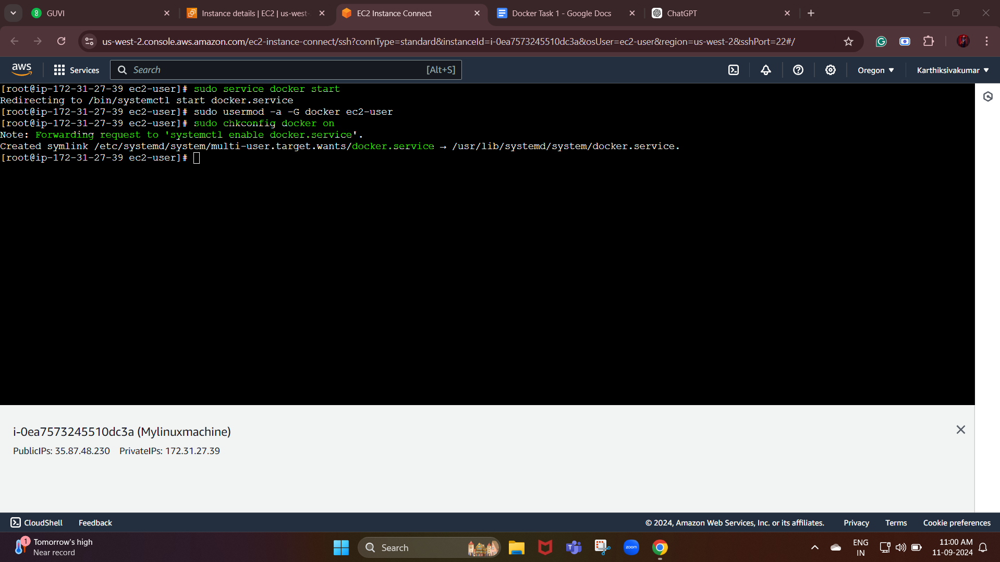 GUVI
Instance details | EC2 | us-west-
EC2 Instance Connect
Docker Task 1 - Google Docs
ChatGPT
us-west-2.console.aws.amazon.com/ec2-instance-connect/ssh?connType=standard&instanceId=i-0ea7573245510dc3a&osUser=ec2-user&region=us-west-2&sshPort=22#/
aws
Services
Search
[Alt+S]
Oregon
Karthiksivakumar
[root@ip-172-31-27-39 ec2-user]# sudo service docker start
Redirecting to /bin/systemctl start docker.service
[root@ip-172-31-27-39 ec2-user]# sudo usermod -a -G docker ec2-user
[root@ip-172-31-27-39 ec2-user]# sudo chkconfig docker on
Note: Forwarding request to 'systemctl enable docker.service'.
Created symlink /etc/systemd/system/multi-user.target.wants/docker.service → /usr/lib/systemd/system/docker.service.
[root@ip-172-31-27-39 ec2-user]#
i-0ea7573245510dc3a (Mylinuxmachine)
PublicIPs: 35.87.48.230 PrivateIPs: 172.31.27.39
CloudShell
Feedback
© 2024, Amazon Web Services, Inc. or its affiliates.
Privacy
Terms
Cookie preferences
1
Tomorrow's high
Near record
Search
zoom
ENG
IN
11:00 AM
11-09-2024